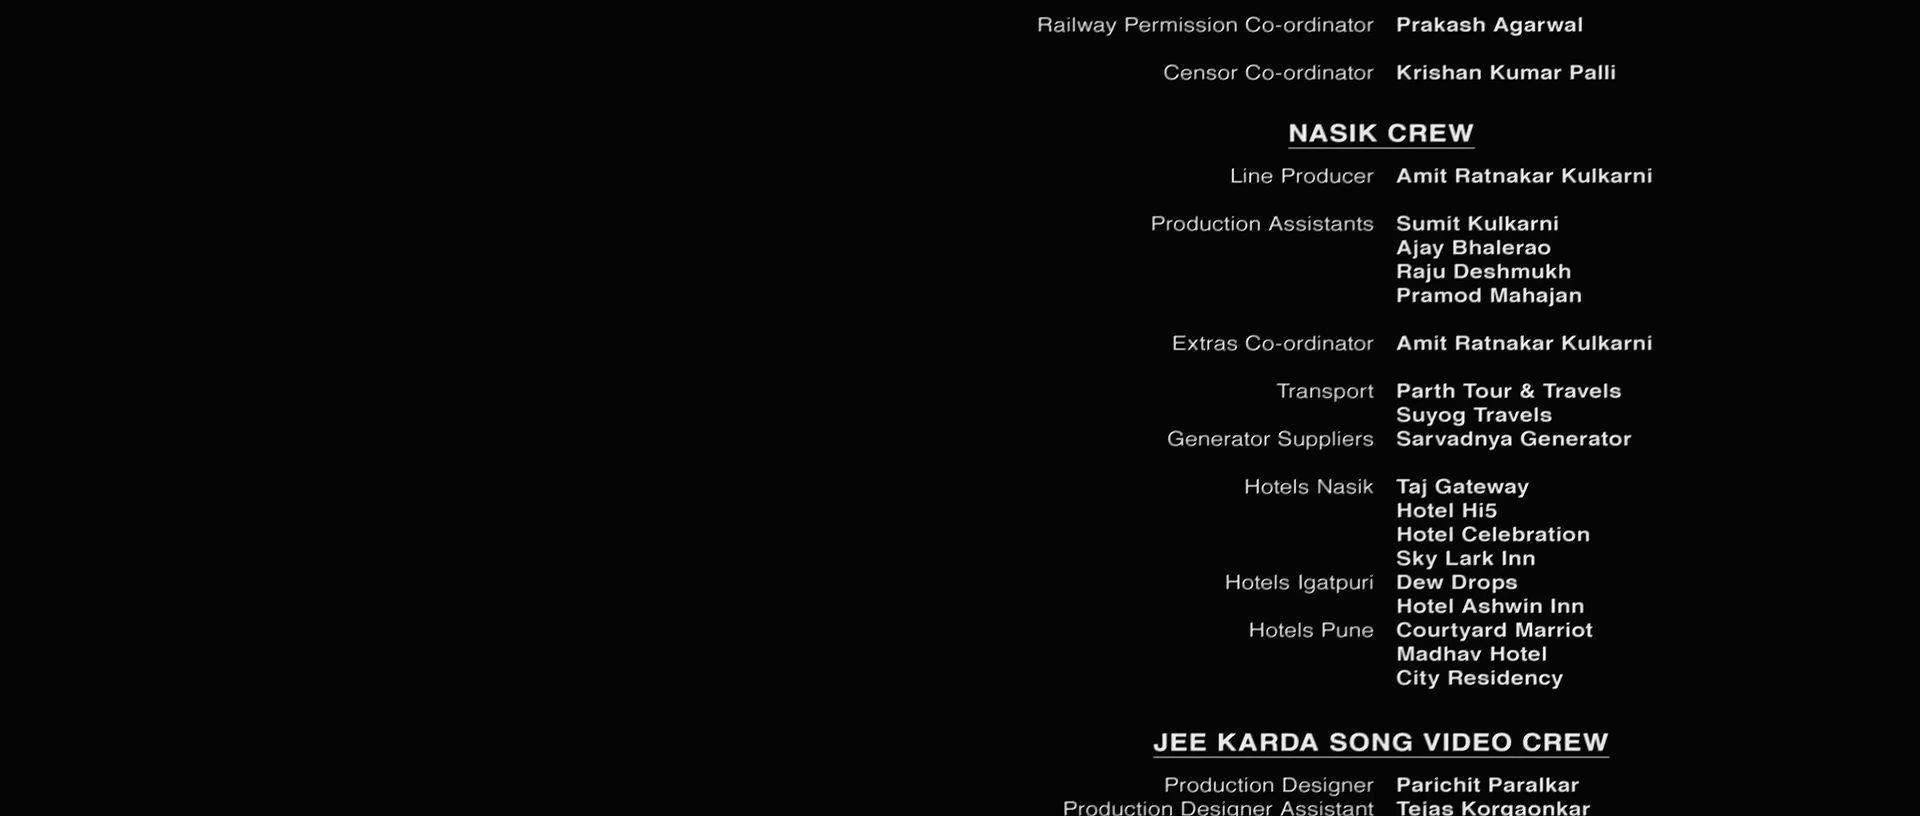 Railway Permission Co-ordinator Prakash Agarwal
Censor Co-ordinator Krishan Kumar Palli
NASIK CREW
Line Producer Amit Ratnakar Kulkarni
Production Assistants Sumit Kulkarni
Ajay Bhalerao
Raju Deshmukh
Pramod Mahajan
Extras Co-ordinator Amit Ratnakar Kulkarni
Transport Parth Tour & Travels
Suyog Travels
Generator Suppliers Sarvadnya Generator
Hotels Nasik Taj Gateway
Hotel Hi5
Hotel Celebration
Sky Lark Inn
Hotels Igatpuri Dew Drops
Hotel Ashwin Inn
Hotels Pune Courtyard Marriot
Madhav Hotel
City Residency
JEE KARDA SONG VIDEO CREW
Production Designer Parichit Paralkar
Production Designer Assistant Tejas Korgaonkar